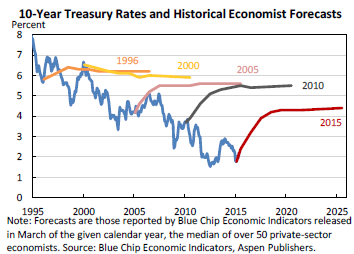 10-Year Treasury Rates and Historical Economist Forecasts
Percent
8
7
6
5
4
3
2
1
0
1996
2000
2005
2010
2015
1995 2000 2005 2010 2015 2020 2025
Note: Forecasts are those reported by Blue Chip Economic Indicators released
in March of the given calendar year, the median of over 50 private-sector
economists. Source: Blue Chip Economic Indicators, Aspen Publishers.